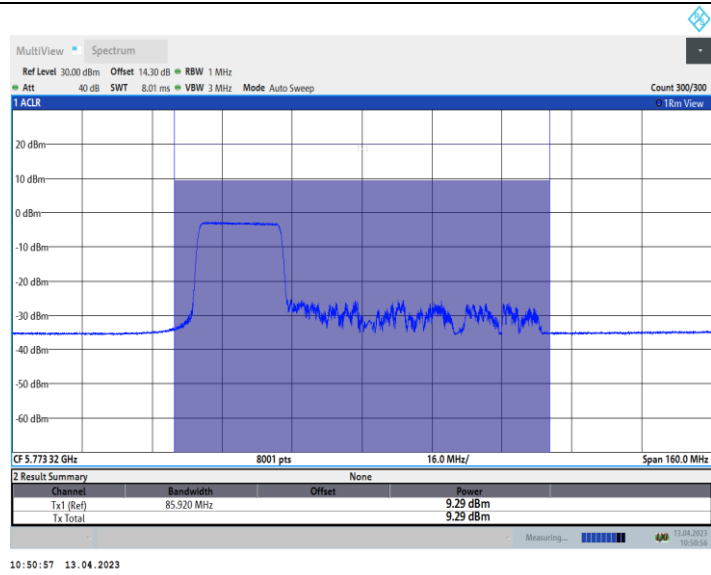 MultiView Spectrum
Ref Level 30.00 dBm Offset 14.30 dB RBW 1 MHz
Att 40 dB SWT 8.01 ms VBW 3 MHz Mode Auto Sweep Count 300/300
1 ACLR 1Rm View
20 dBm
10 dBm
0 dBm
-10 dBm
-20 dBm
-30 dBm
-40 dBm
-50 dBm
-60 dBm
CF 5.773 32 GHz 8001 pts 16.0 MHz/ Span 160.0 MHz
2 Result Summary None
Channel Bandwidth Offset Power
Tx1 (Ref) 85.920 MHz 9.29 dBm
Tx Total 9.29 dBm
Measuring... 13.04.2023
10:50:56
10:50:57 13.04.2023